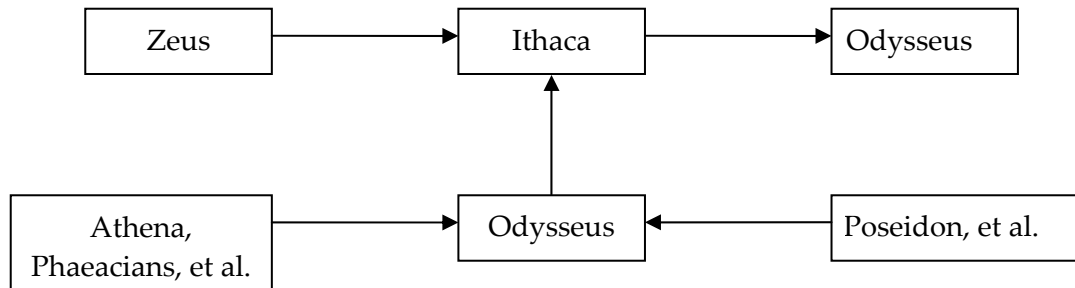 Zeus
Ithaca
Odysseus
Athena,
Phaeacians, et al.
Odysseus
Poseidon, et al.